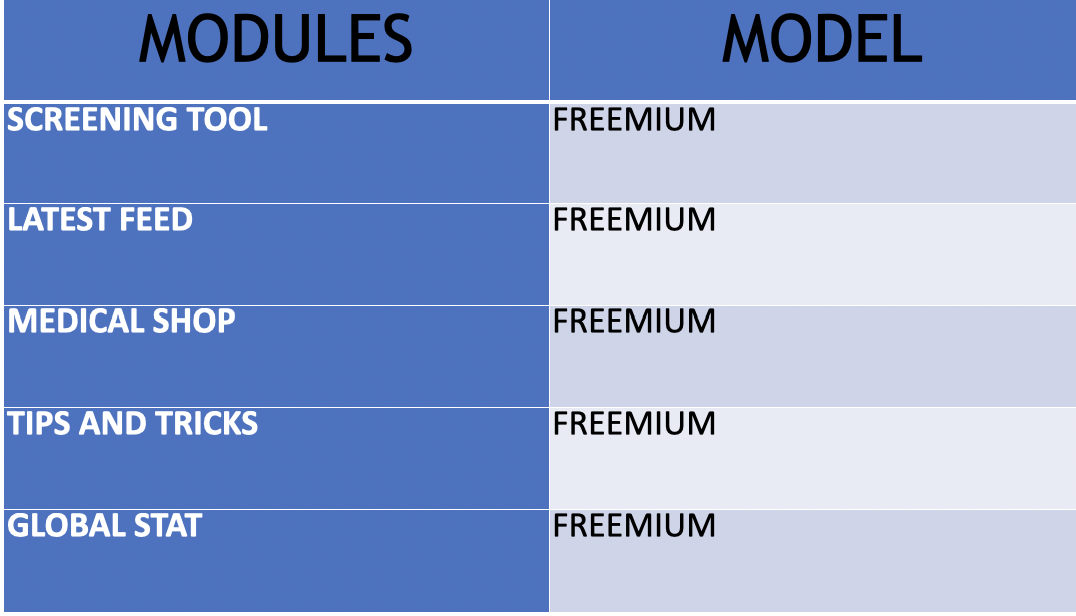 MODULES MODEL
SCREENING TOOL FREEMIUM
LATEST FEED FREEMIUM
MEDICAL SHOP FREEMIUM
TIPS AND TRICKS FREEMIUM
GLOBAL STAT FREEMIUM